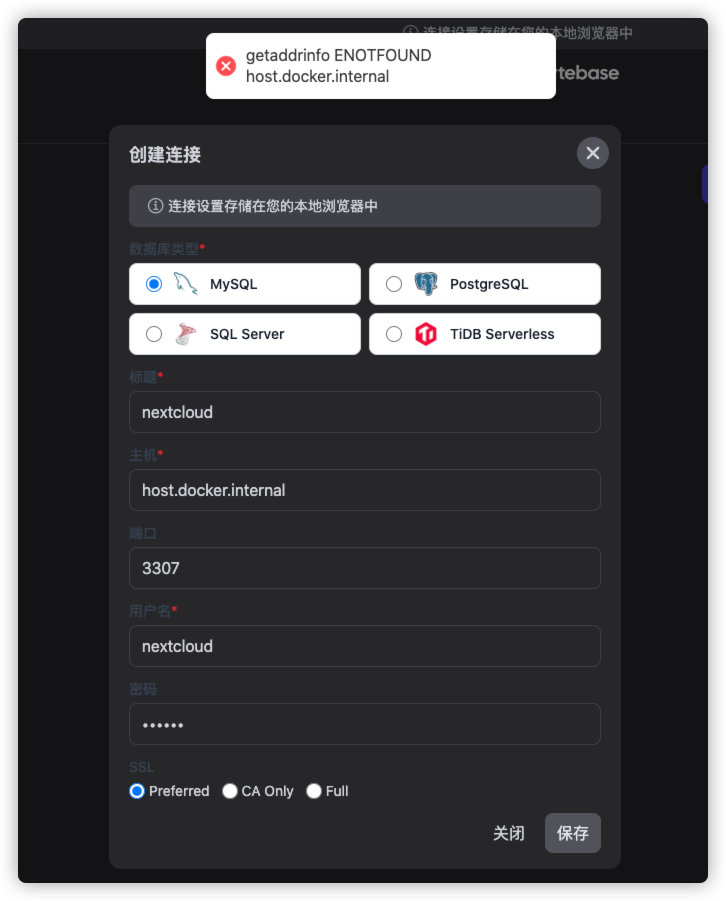 连接设置存储在您的本地浏览器中
getaddrinfo ENOTFOUND
host.docker.internal
tebase
创建连接
连接设置存储在您的本地浏览器中
数据库类型*
MySQL
PostgreSQL
SQL Server
TiDB Serverless
标题*
nextcloud
主机*
host.docker.internal
端口
3307
用户名*
nextcloud
密码
••••••
SSL
Preferred
CA Only
Full
关闭
保存